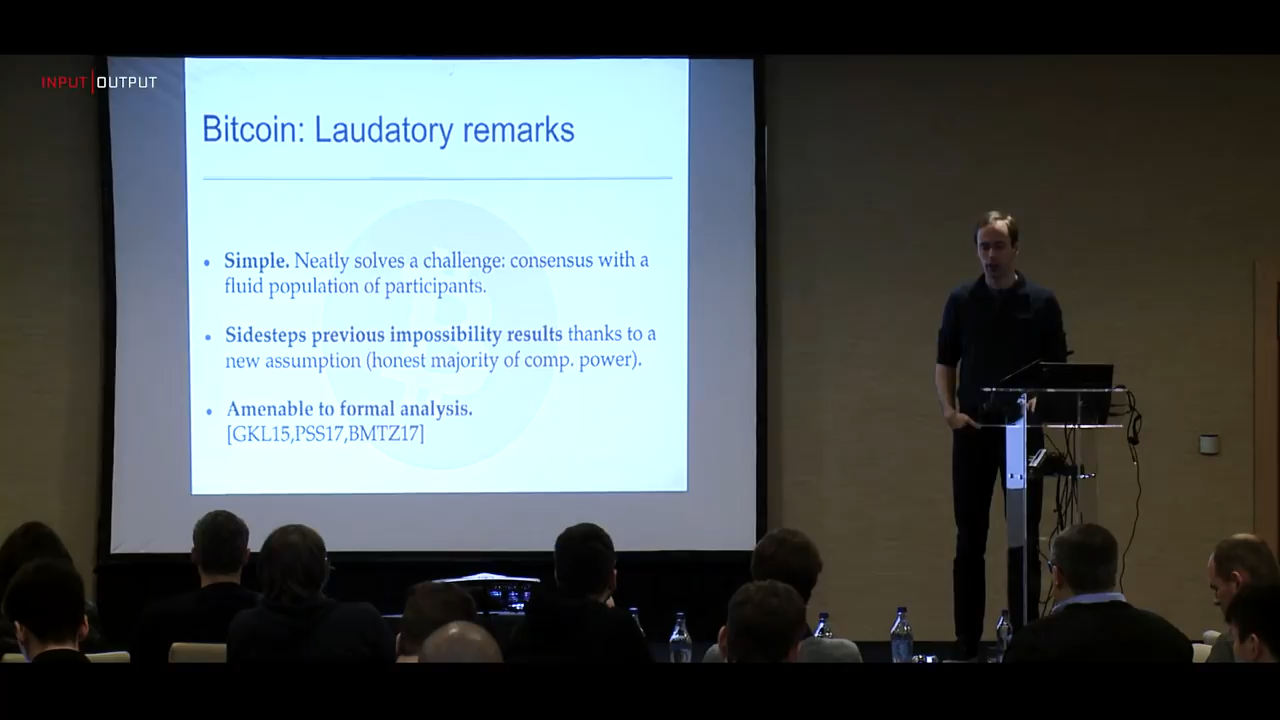 INPUT|OUTPUT
Bitcoin: Laudatory remarks
• Simple. Neatly solves a challenge: consensus with a
fluid population of participants.
• Sidesteps previous impossibility results thanks to a
new assumption (honest majority of comp. power).
• Amenable to formal analysis.
[GKL15,PSS17,BMTZ17]